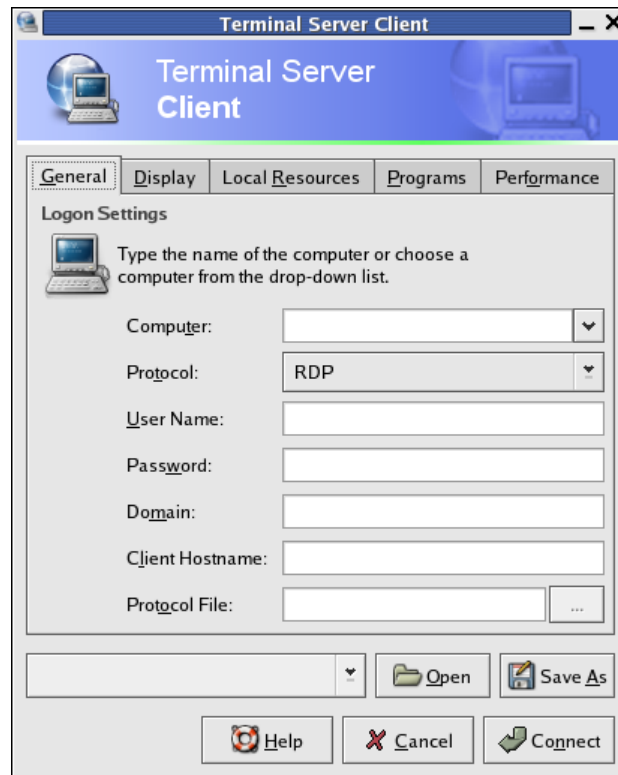 Terminal Server Client
Terminal Server
Client
General Display Local Resources Programs Performance
Logon Settings
Type the name of the computer or choose a
computer from the drop-down list.
Computer:
Protocol: RDP
User Name:
Password:
Domain:
Client Hostname:
Protocol File: ...
Open Save As
Help Cancel Connect